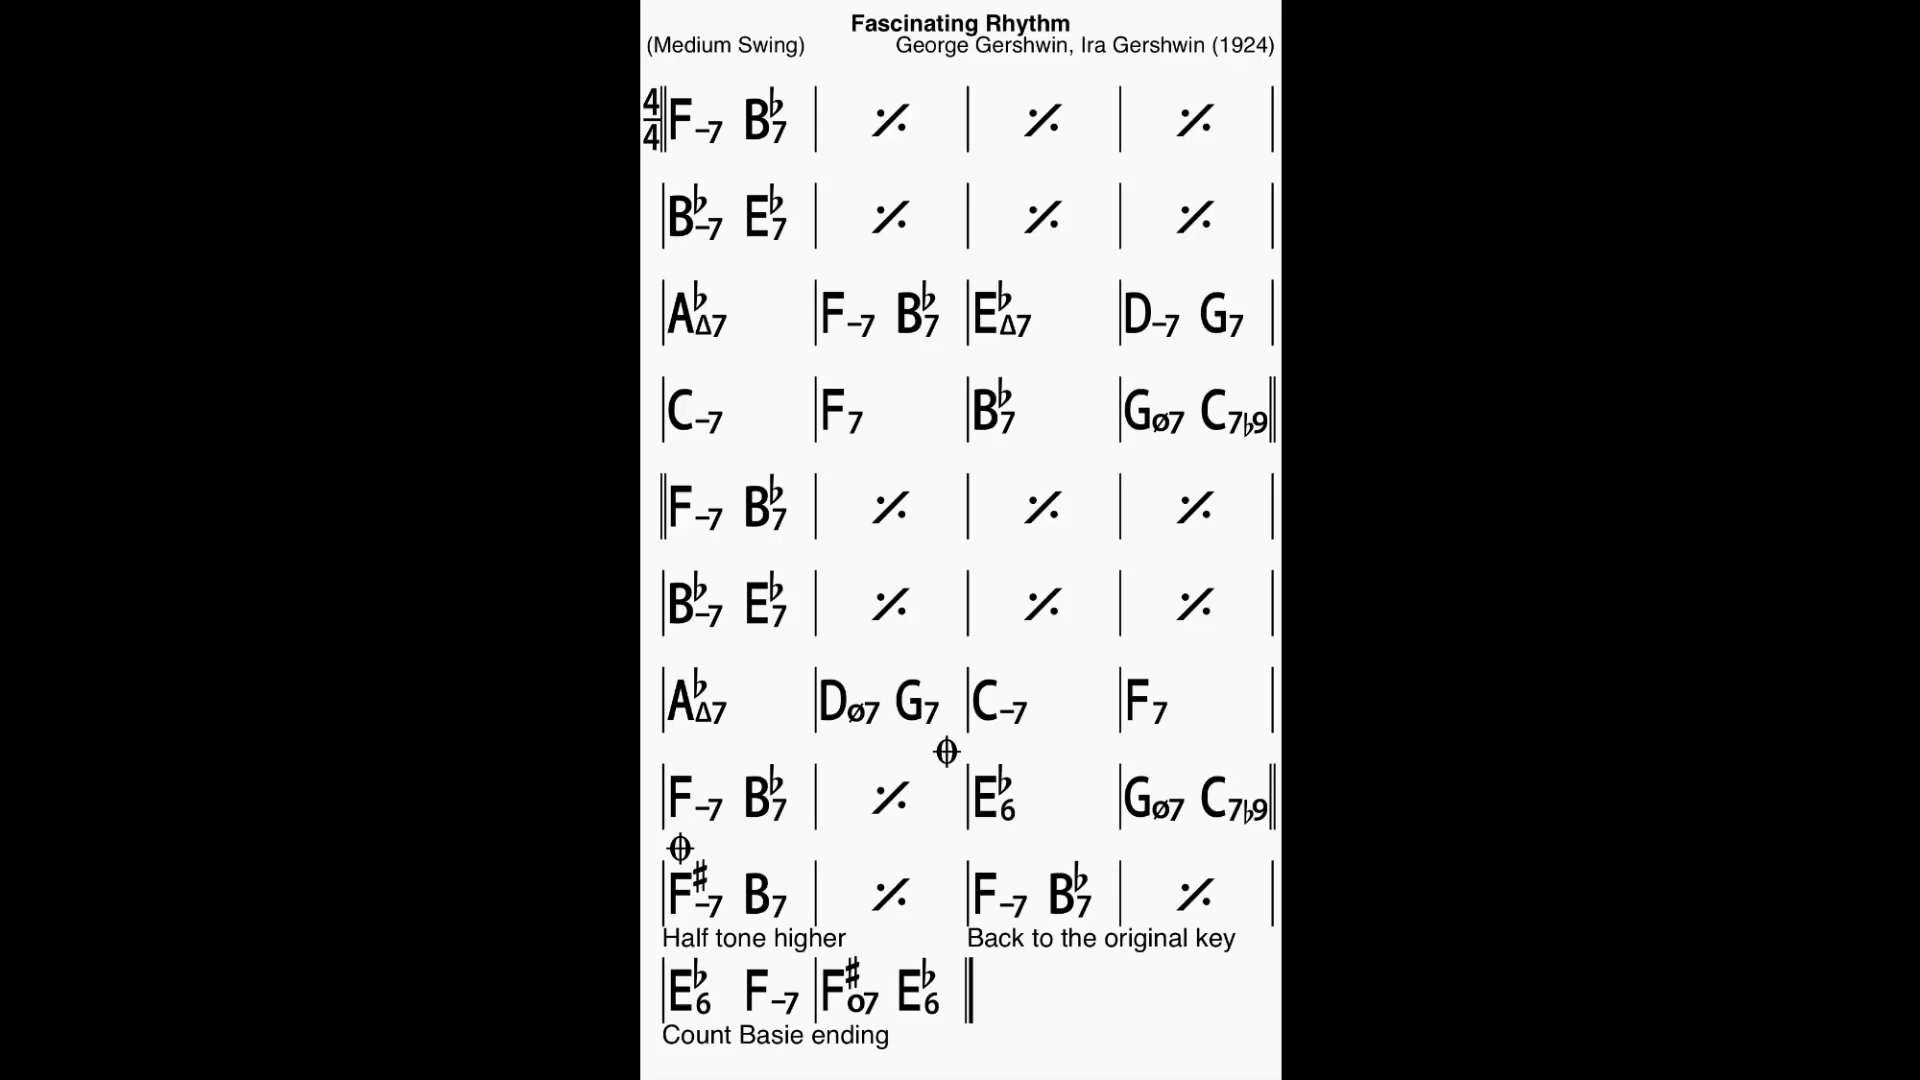 Fascinating Rhythm
(Medium Swing) George Gershwin, Ira Gershwin (1924)
4/4 F–7 B♭7 | 𝄎 | 𝄎 | 𝄎
B♭–7 E♭7 | 𝄎 | 𝄎 | 𝄎
A♭Δ7 | F–7 B♭7 | E♭Δ7 | D–7 G7
C–7 | F7 | B♭7 | Gø7 C7♭9
F–7 B♭7 | 𝄎 | 𝄎 | 𝄎
B♭–7 E♭7 | 𝄎 | 𝄎 | 𝄎
A♭Δ7 | Dø7 G7 | C–7 | F7
F–7 B♭7 | 𝄎 𝄌 | E♭6 | Gø7 C7♭9
𝄌 F♯–7 B7 | 𝄎 | F–7 B♭7 | 𝄎
Half tone higher Back to the original key
E♭6 F–7 | F♯o7 E♭6
Count Basie ending